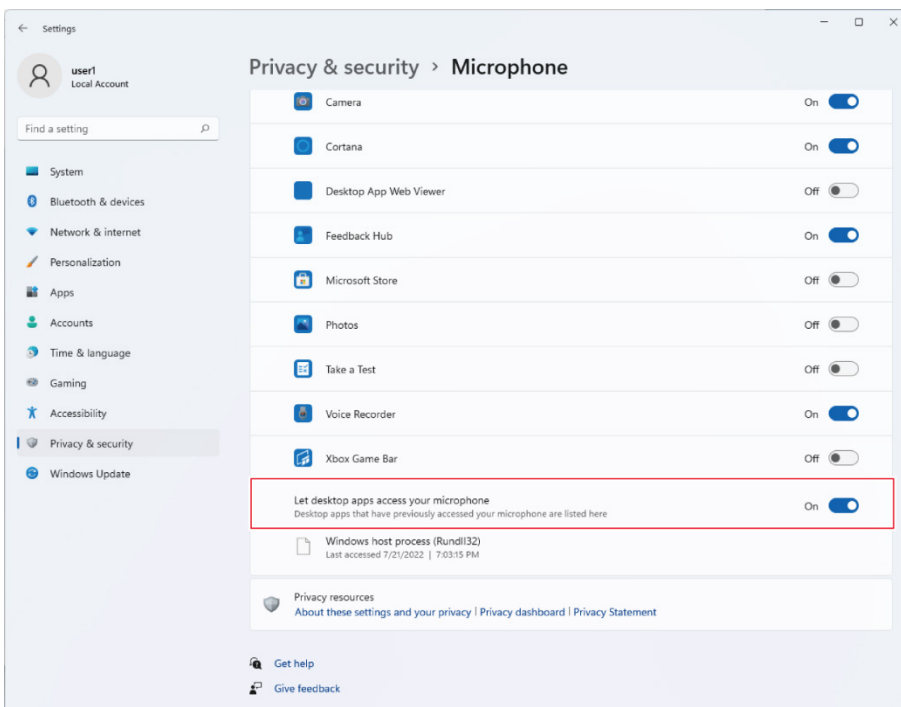 Settings
user1
Local Account
Find a setting
System
Bluetooth & devices
Network & internet
Personalization
Apps
Accounts
Time & language
Gaming
Accessibility
Privacy & security
Windows Update
Privacy & security > Microphone
Camera On
Cortana On
Desktop App Web Viewer Off
Feedback Hub On
Microsoft Store Off
Photos Off
Take a Test Off
Voice Recorder On
Xbox Game Bar Off
Let desktop apps access your microphone On
Desktop apps that have previously accessed your microphone are listed here
Windows host process (Rundll32)
Last accessed 7/21/2022 | 7:03:15 PM
Privacy resources
About these settings and your privacy | Privacy dashboard | Privacy Statement
Get help
Give feedback